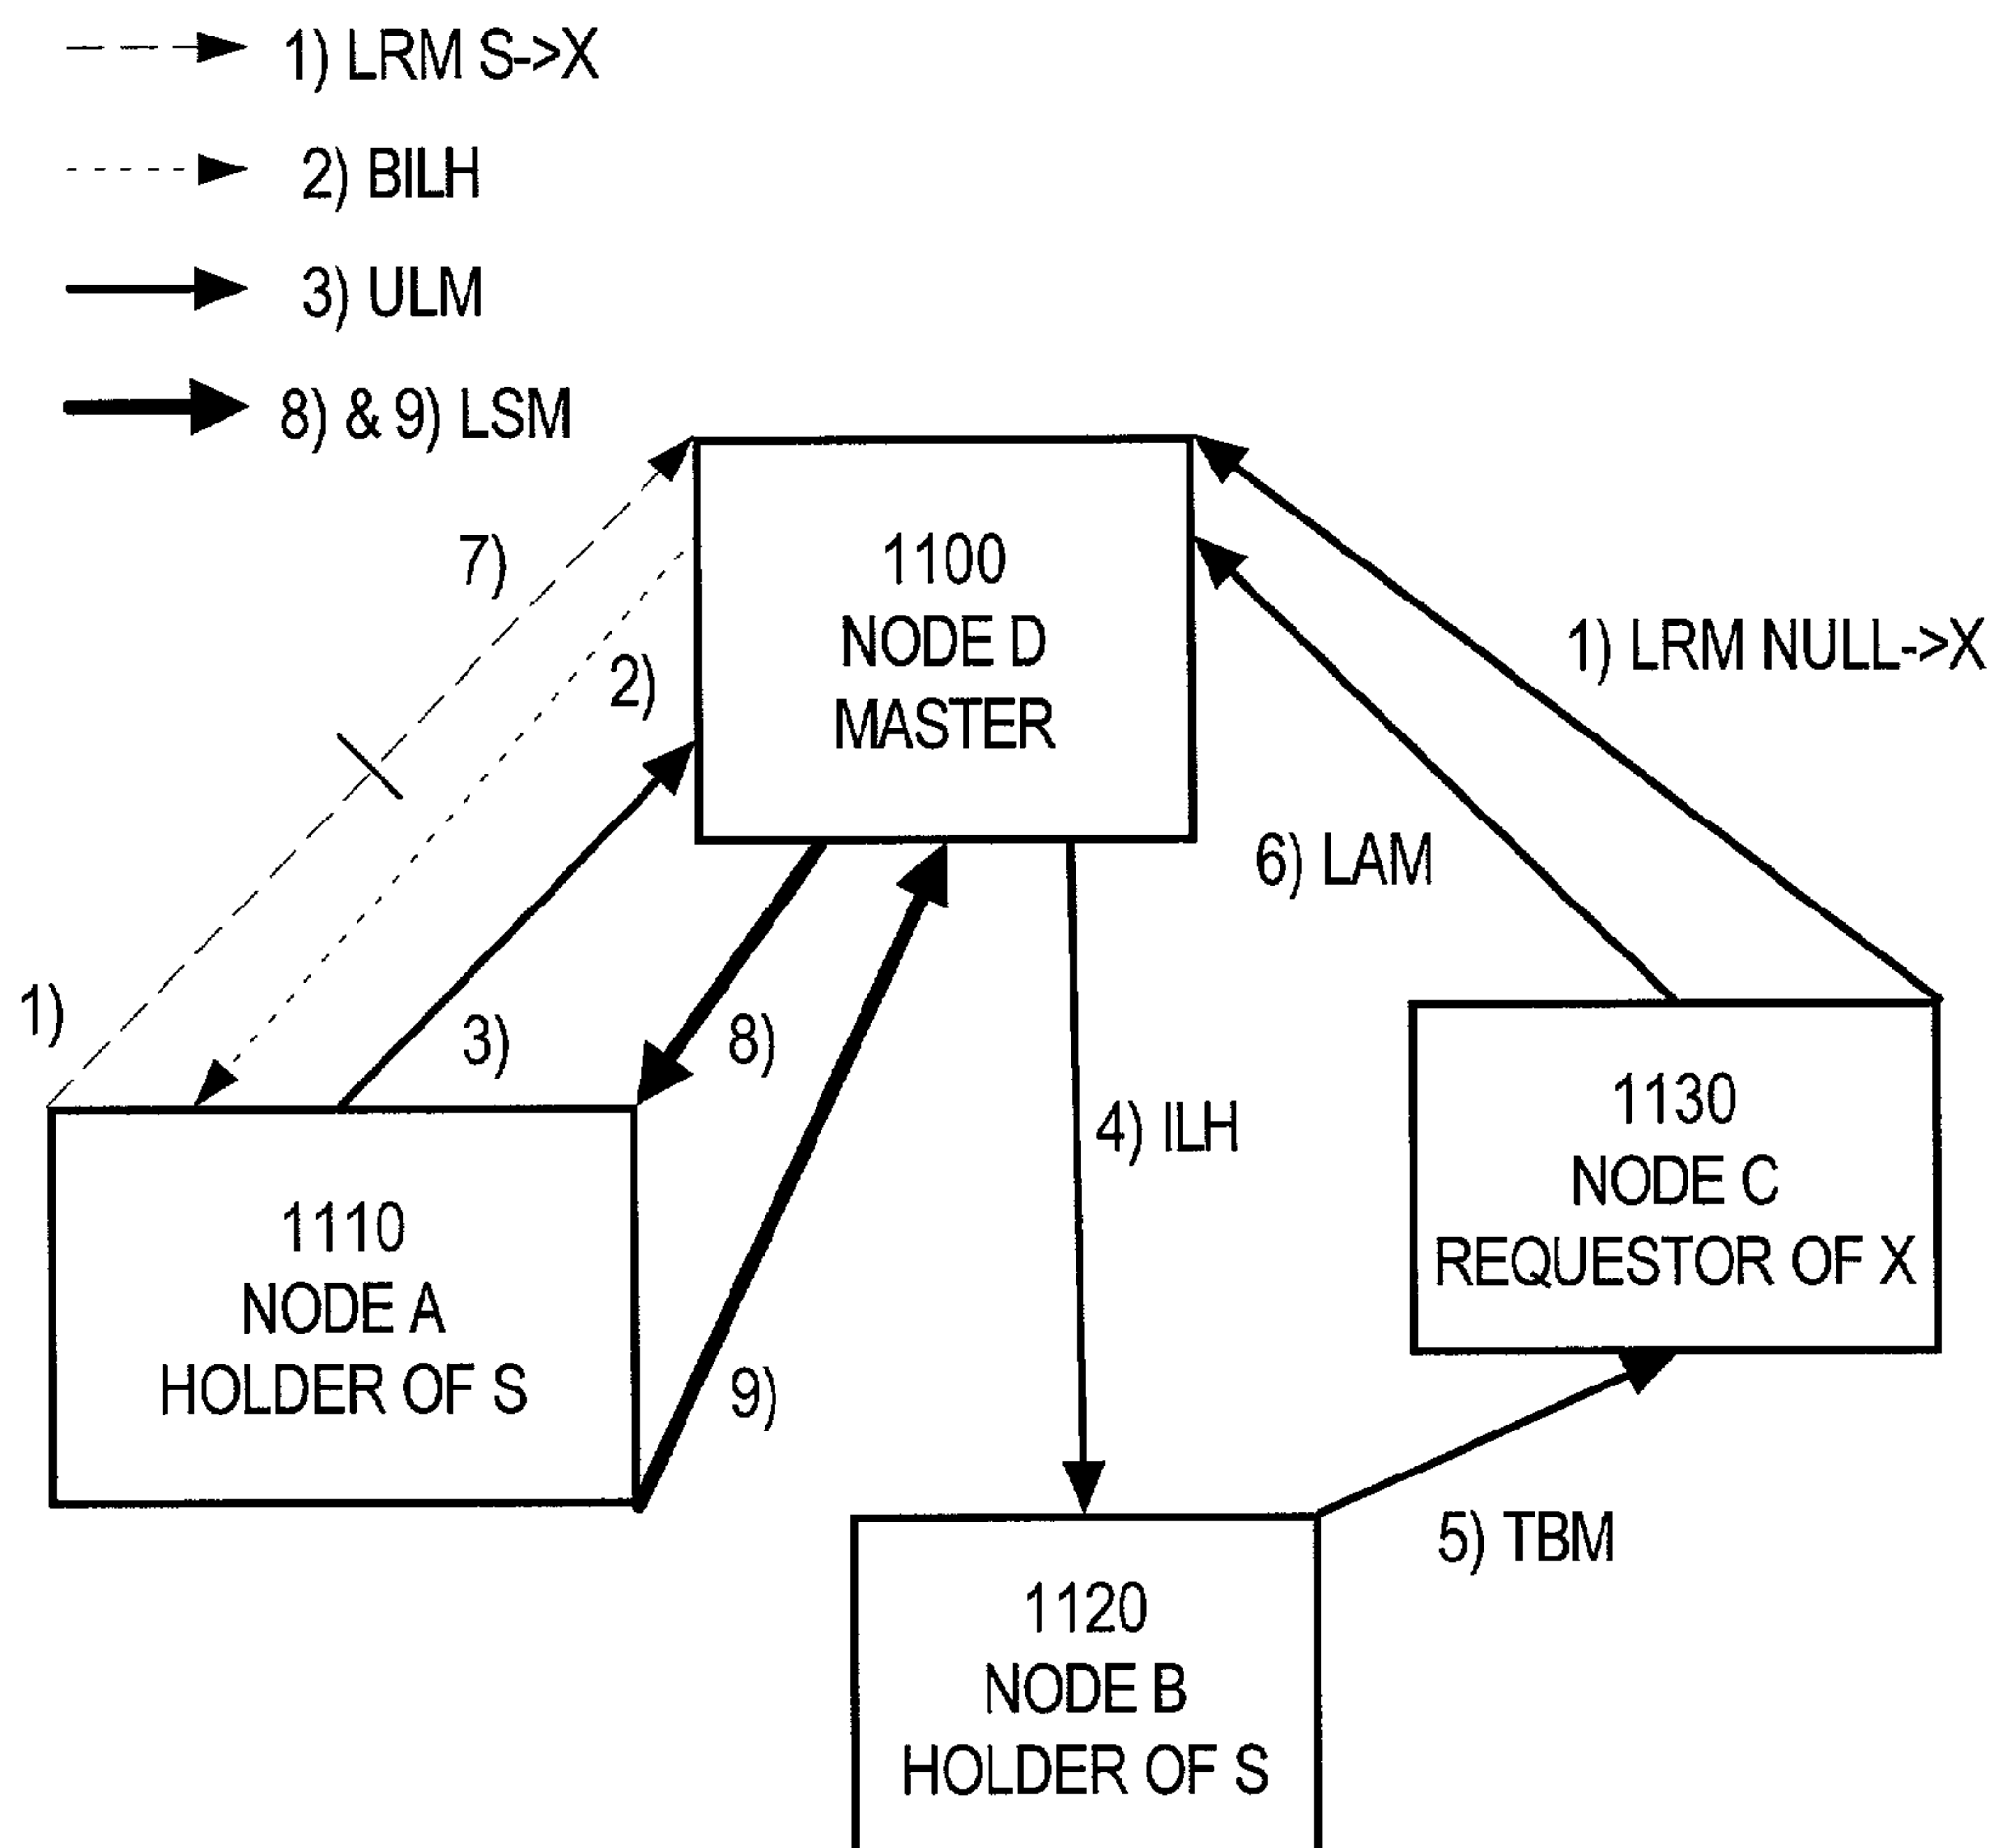 1) LRM S->X
2) BILH
3) ULM
8) & 9) LSM
7)
2)
1100
NODE D
MASTER
1) LRM NULL->X
6) LAM
1)
3)
8)
4) ILH
1110
NODE A
HOLDER OF S
9)
1130
NODE C
REQUESTOR OF X
5) TBM
1120
NODE B
HOLDER OF S